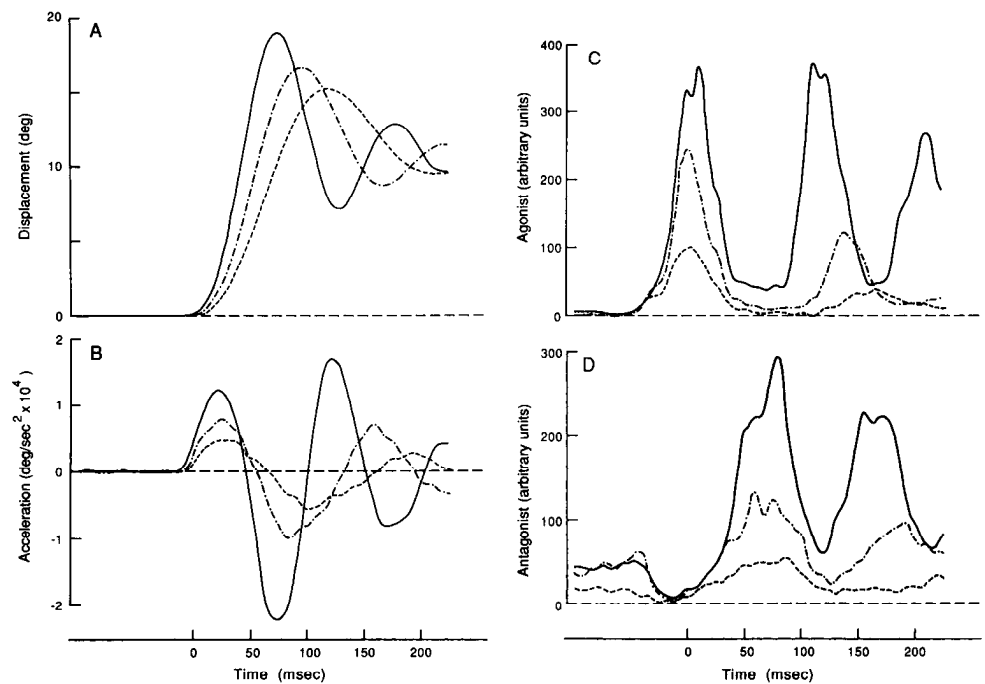 A
20
10
0
Displacement (deg)
B
2
1
0
-1
-2
Acceleration (deg/sec² x 10⁴)
0 50 100 150 200
Time (msec)
C
400
300
200
100
0
Agonist (arbitrary units)
D
300
200
100
0
Antagonist (arbitrary units)
0 50 100 150 200
Time (msec)